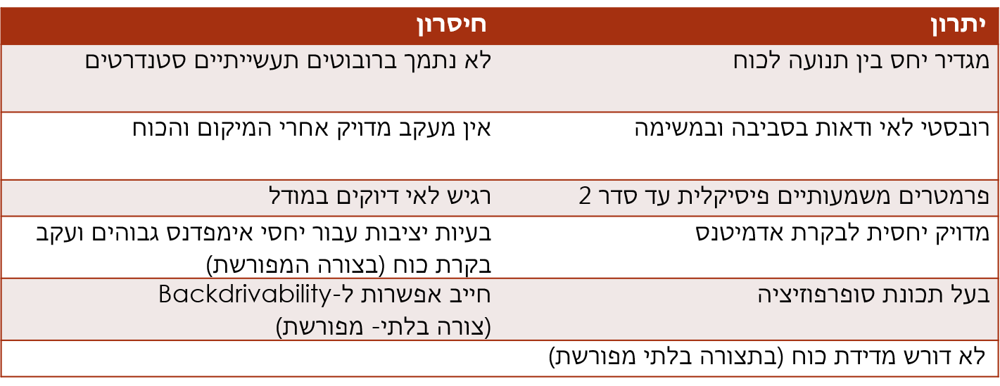 יתרון
חיסרון
מגדיר יחס בין תנועה לכוח
לא נתמך ברובוטים תעשייתיים סטנדרטים
רובסטי לאי ודאות בסביבה ובמשימה
אין מעקב מדויק אחרי המיקום והכוח
פרמטרים משמעותיים פיסיקלית עד סדר 2
רגיש לאי דיוקים במודל
מדויק יחסית לבקרת אדמיטנס
בעיות יציבות עבור יחסי אימפדנס גבוהים ועקב
בקרת כוח (בצורה המפורשת)
בעל תכונת סופרפוזיציה
חייב אפשרות ל-Backdrivability
(צורה בלתי- מפורשת)
לא דורש מדידת כוח (בתצורה בלתי מפורשת)